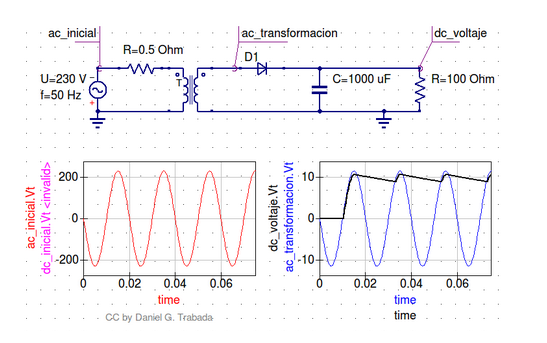 ac_inicial
ac_transformacion
dc_voltaje
R=0.5 Ohm
D1
U=230 V
f=50 Hz
T
C=1000 uF
R=100 Ohm
ac_inicial.Vt
dc_inicial.Vt <invalid>
200
0
-200
0 0.02 0.04 0.06
time
dc_voltaje.Vt
ac_transformacion.Vt
10
0
-10
0 0.02 0.04 0.06
time
time
CC by Daniel G. Trabada